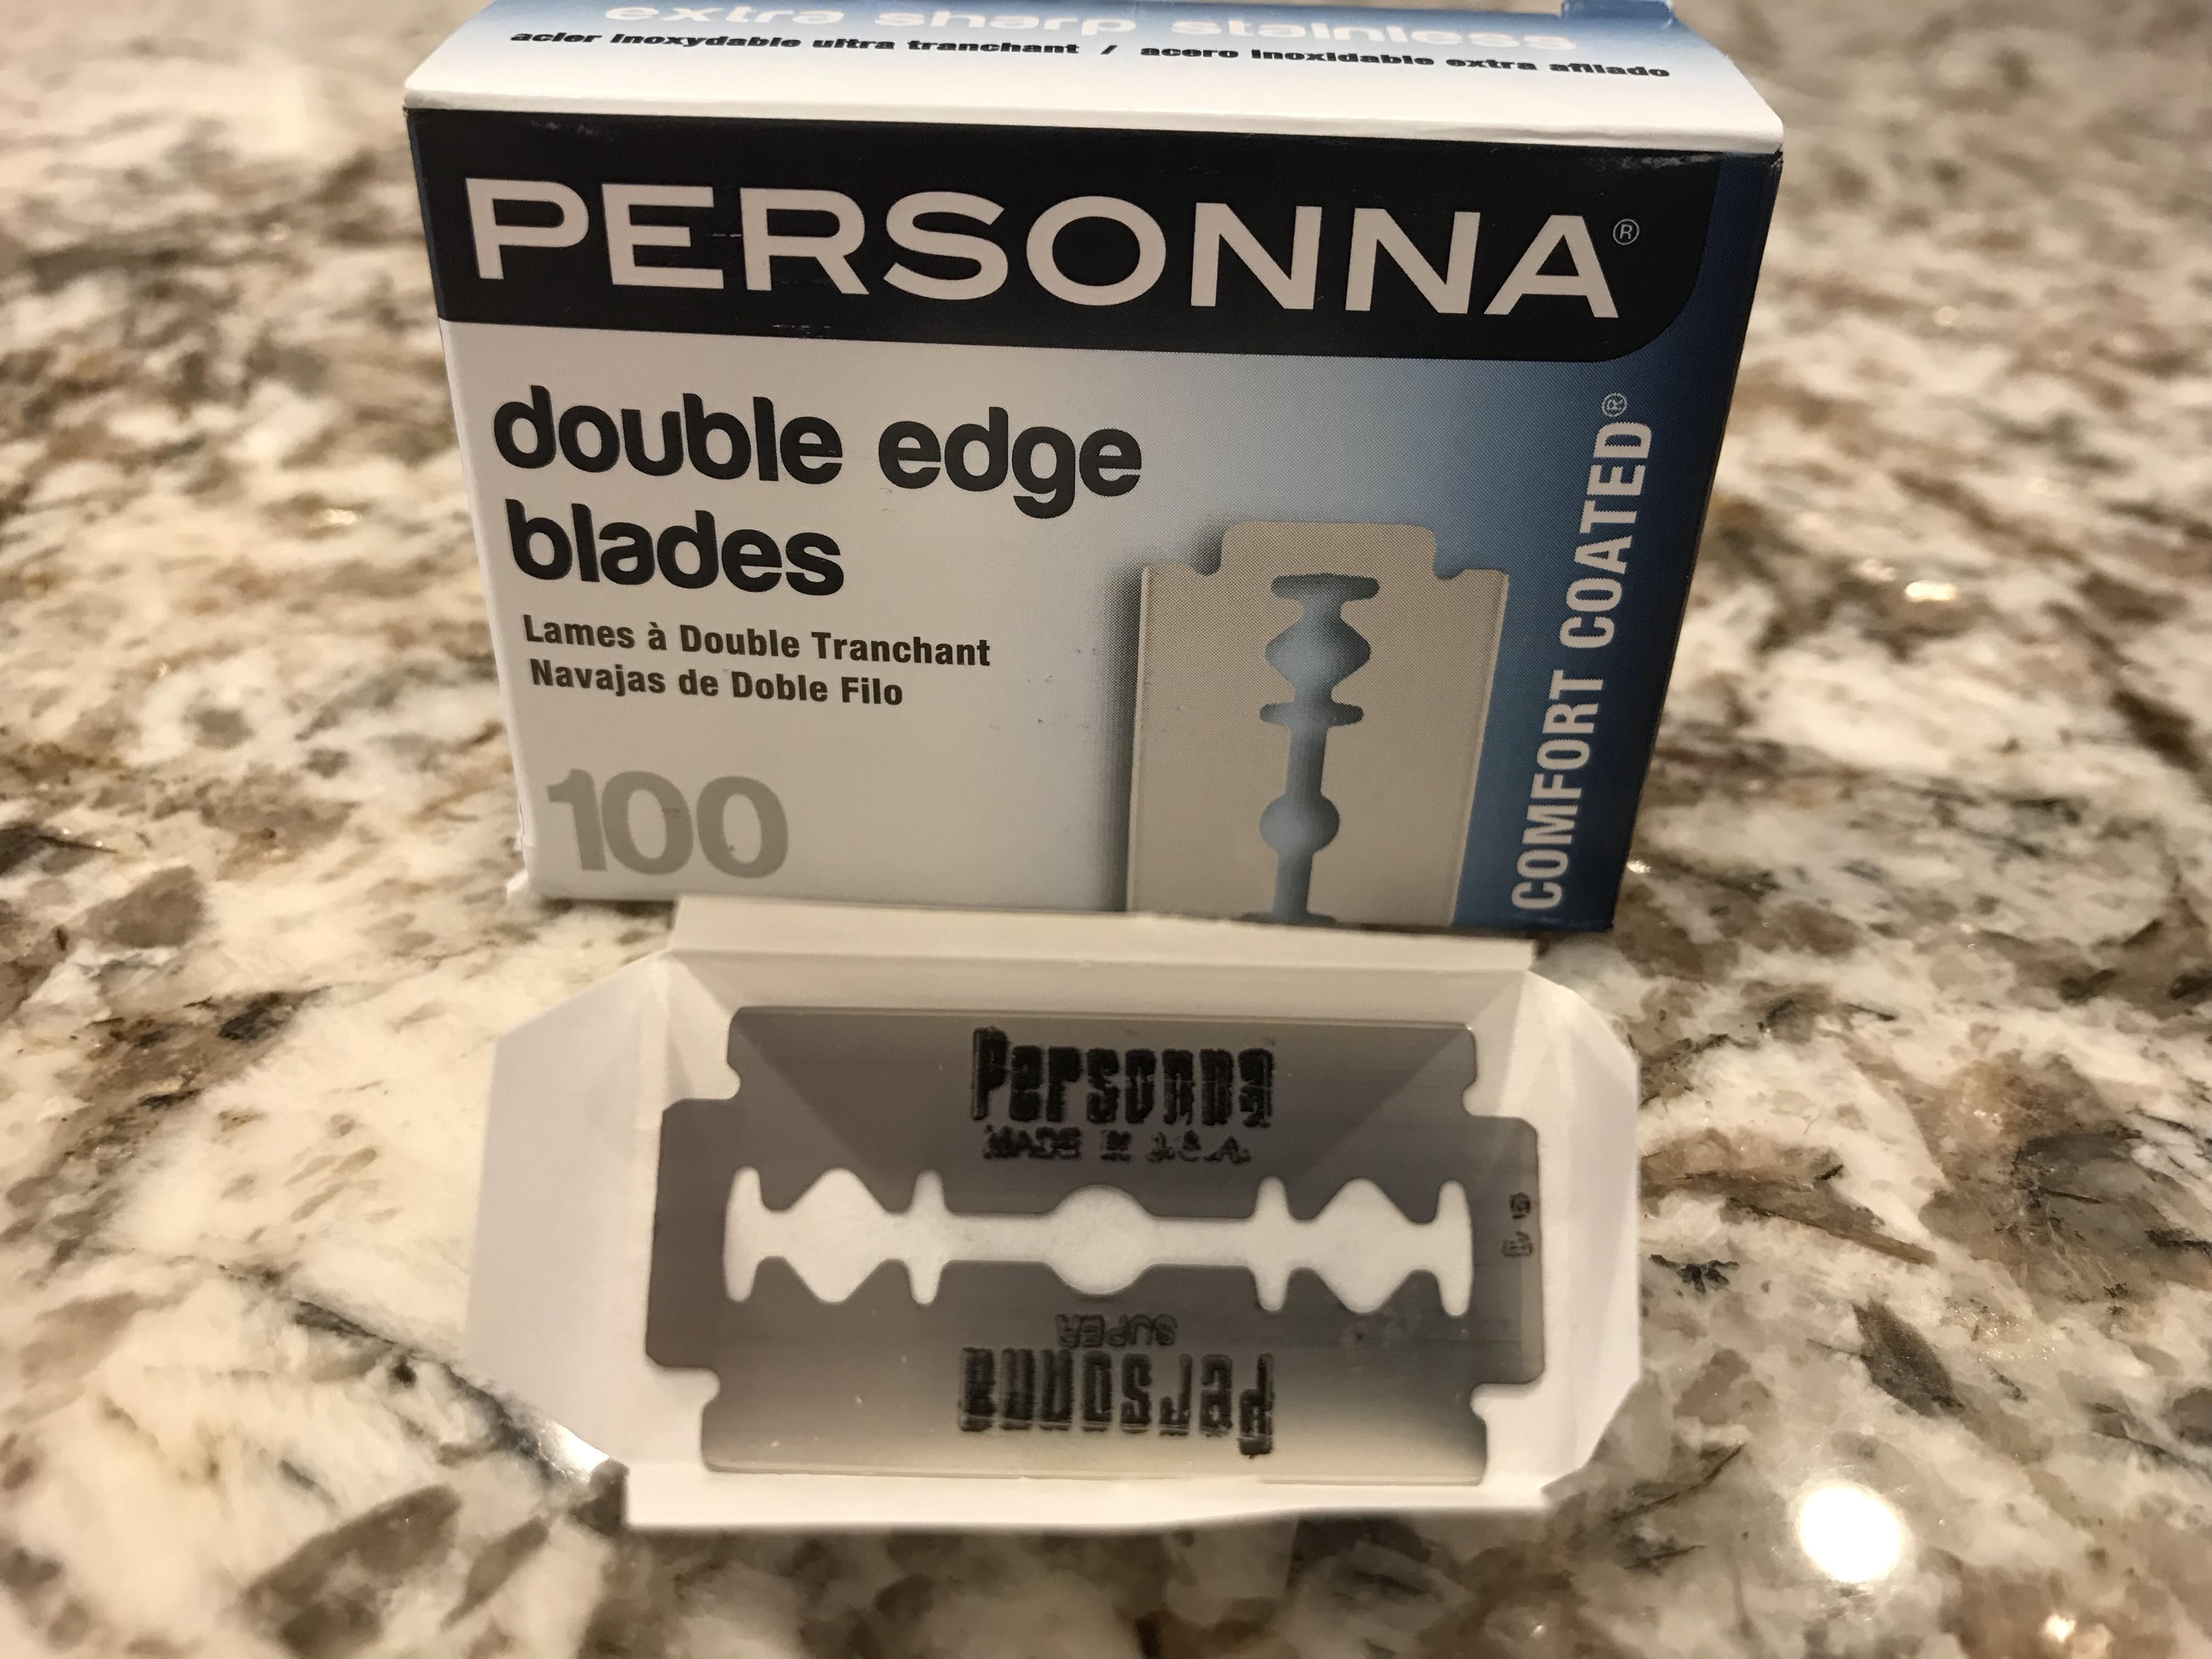 extra sharp stainless
acier inoxydable ultra tranchant / acero inoxidable extra afilado
PERSONNA®
double edge
blades
Lames à Double Tranchant
Navajas de Doble Filo
100
COMFORT COATED®
Personna
MADE IN U.S.A.
SUPER
Personna